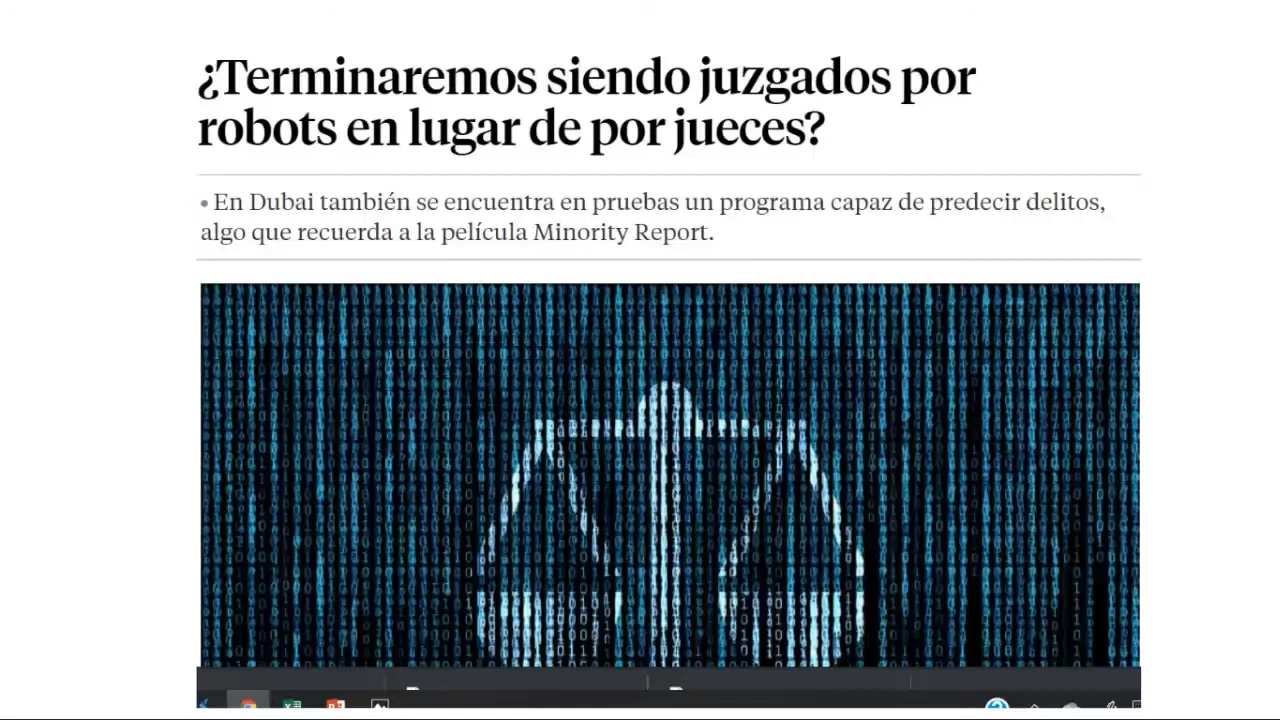 ¿Terminaremos siendo juzgados por
robots en lugar de por jueces?
• En Dubai también se encuentra en pruebas un programa capaz de predecir delitos,
algo que recuerda a la película Minority Report.